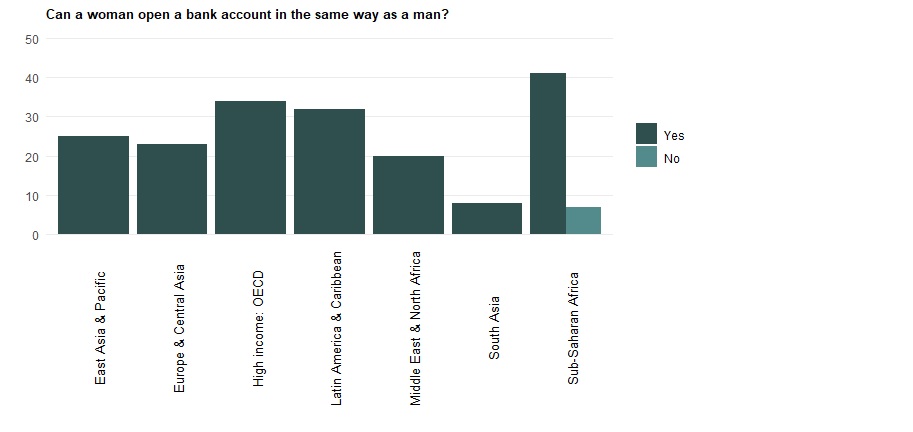 Can a woman open a bank account in the same way as a man?
50
40
30
20
10
0
Yes
No
East Asia & Pacific
Europe & Central Asia
High income: OECD
Latin America & Caribbean
Middle East & North Africa
South Asia
Sub-Saharan Africa